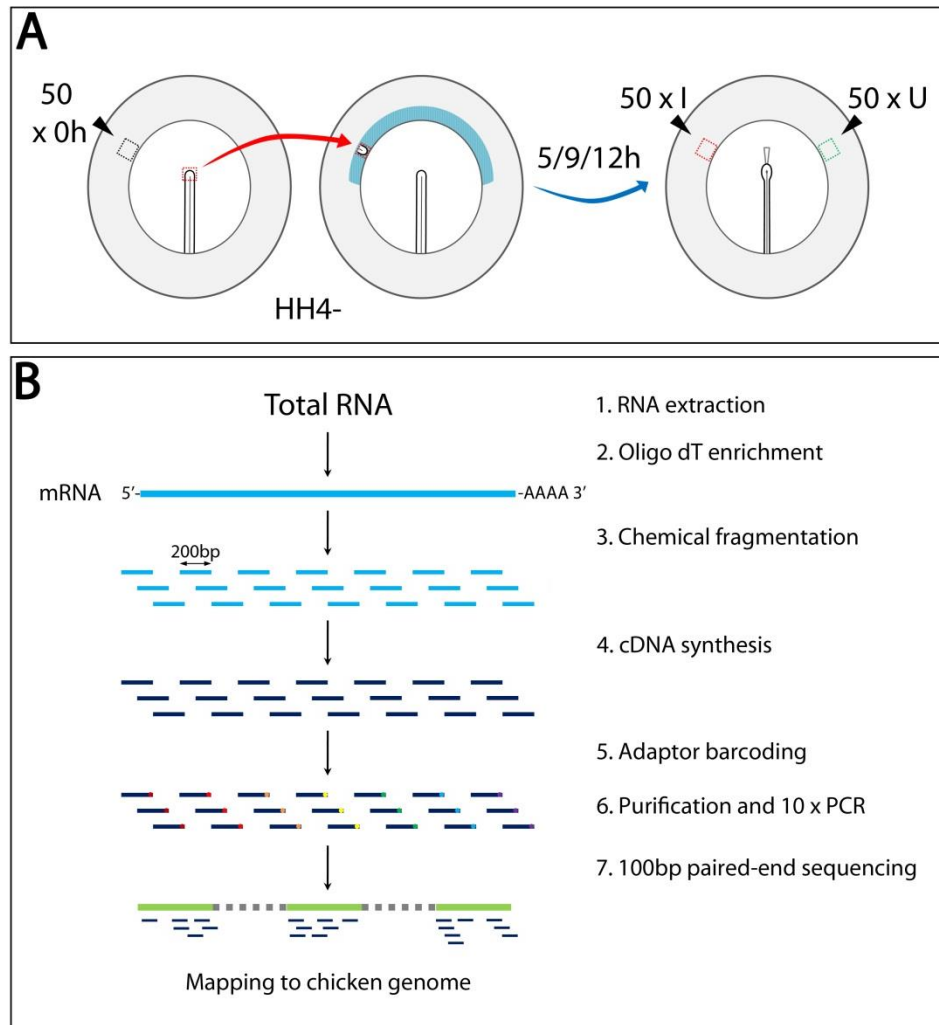 A
50
x 0h
HH4-
5/9/12h
50 x I
50 x U
B
Total RNA
mRNA 5’- -AAAA 3’
200bp
Mapping to chicken genome
1. RNA extraction
2. Oligo dT enrichment
3. Chemical fragmentation
4. cDNA synthesis
5. Adaptor barcoding
6. Purification and 10 x PCR
7. 100bp paired-end sequencing